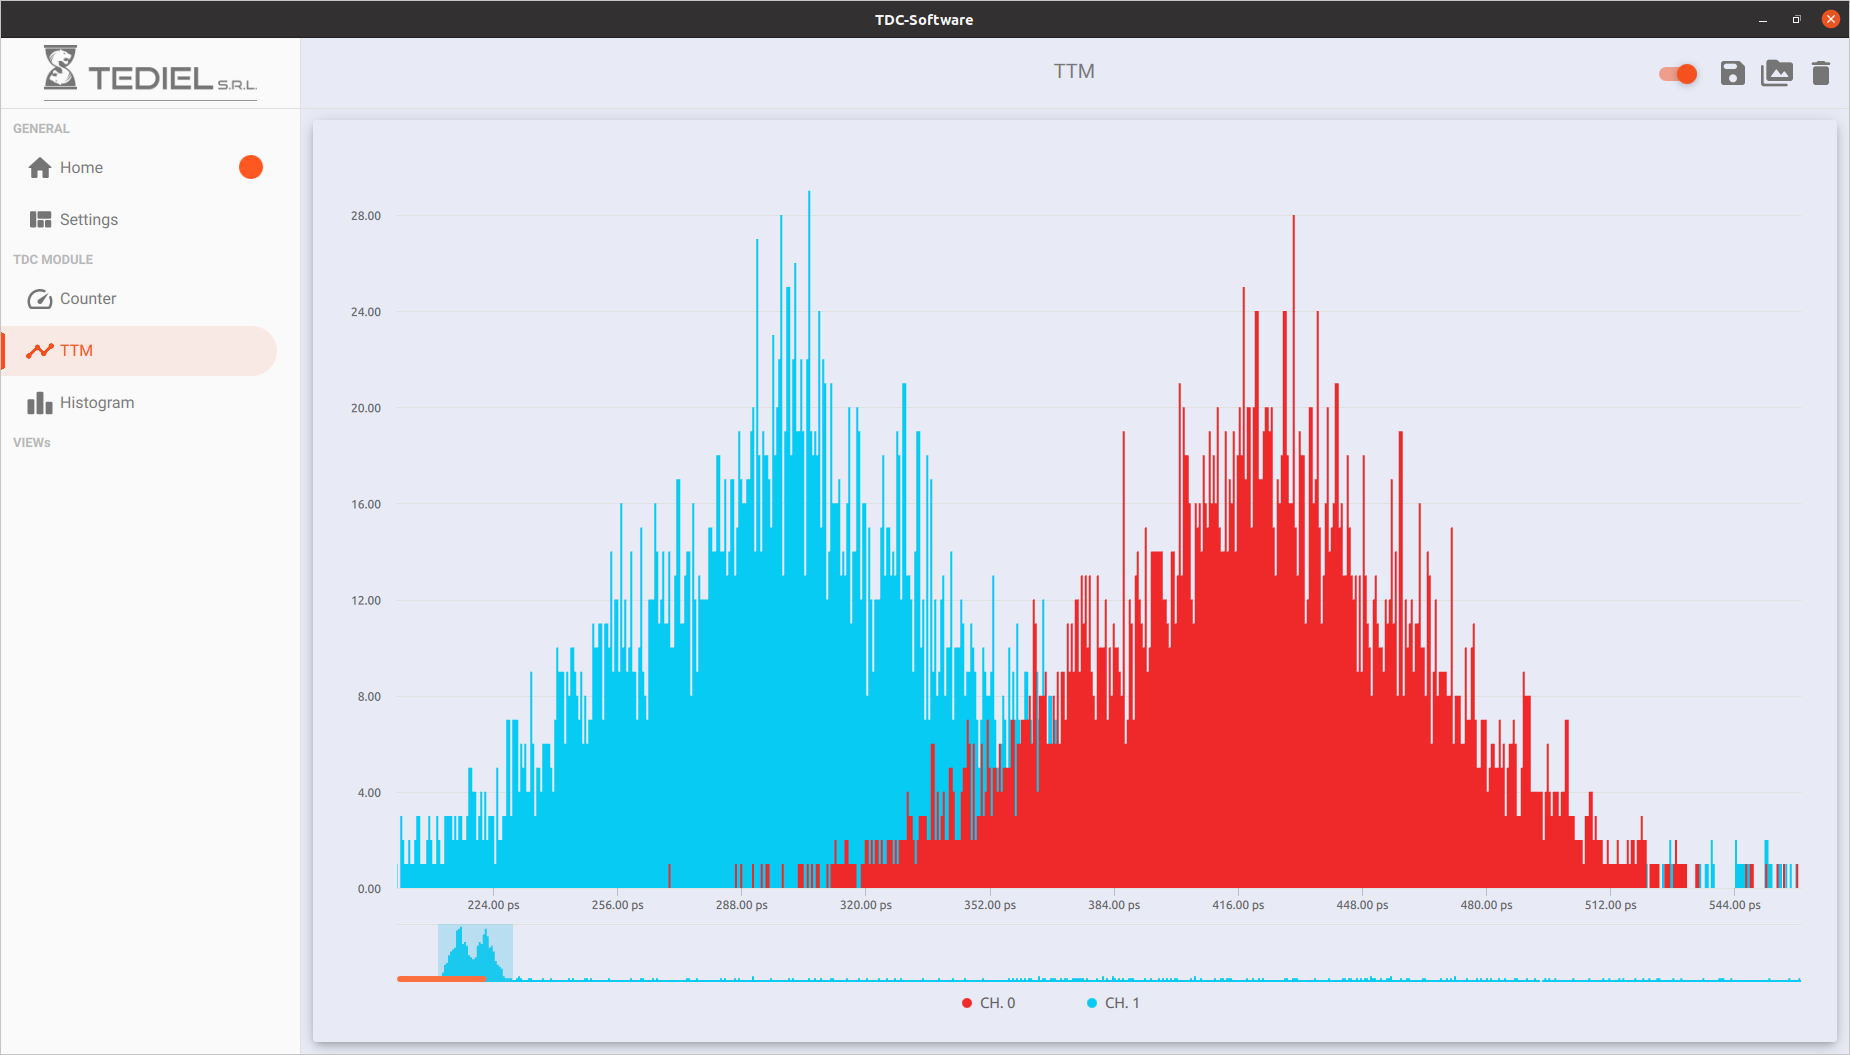 TDC-Software
TEDIEL S.R.L.
TTM
GENERAL
Home
Settings
TDC MODULE
Counter
TTM
Histogram
VIEWs
28.00
24.00
20.00
16.00
12.00
8.00
4.00
0.00
224.00 ps 256.00 ps 288.00 ps 320.00 ps 352.00 ps 384.00 ps 416.00 ps 448.00 ps 480.00 ps 512.00 ps 544.00 ps
CH. 0 CH. 1